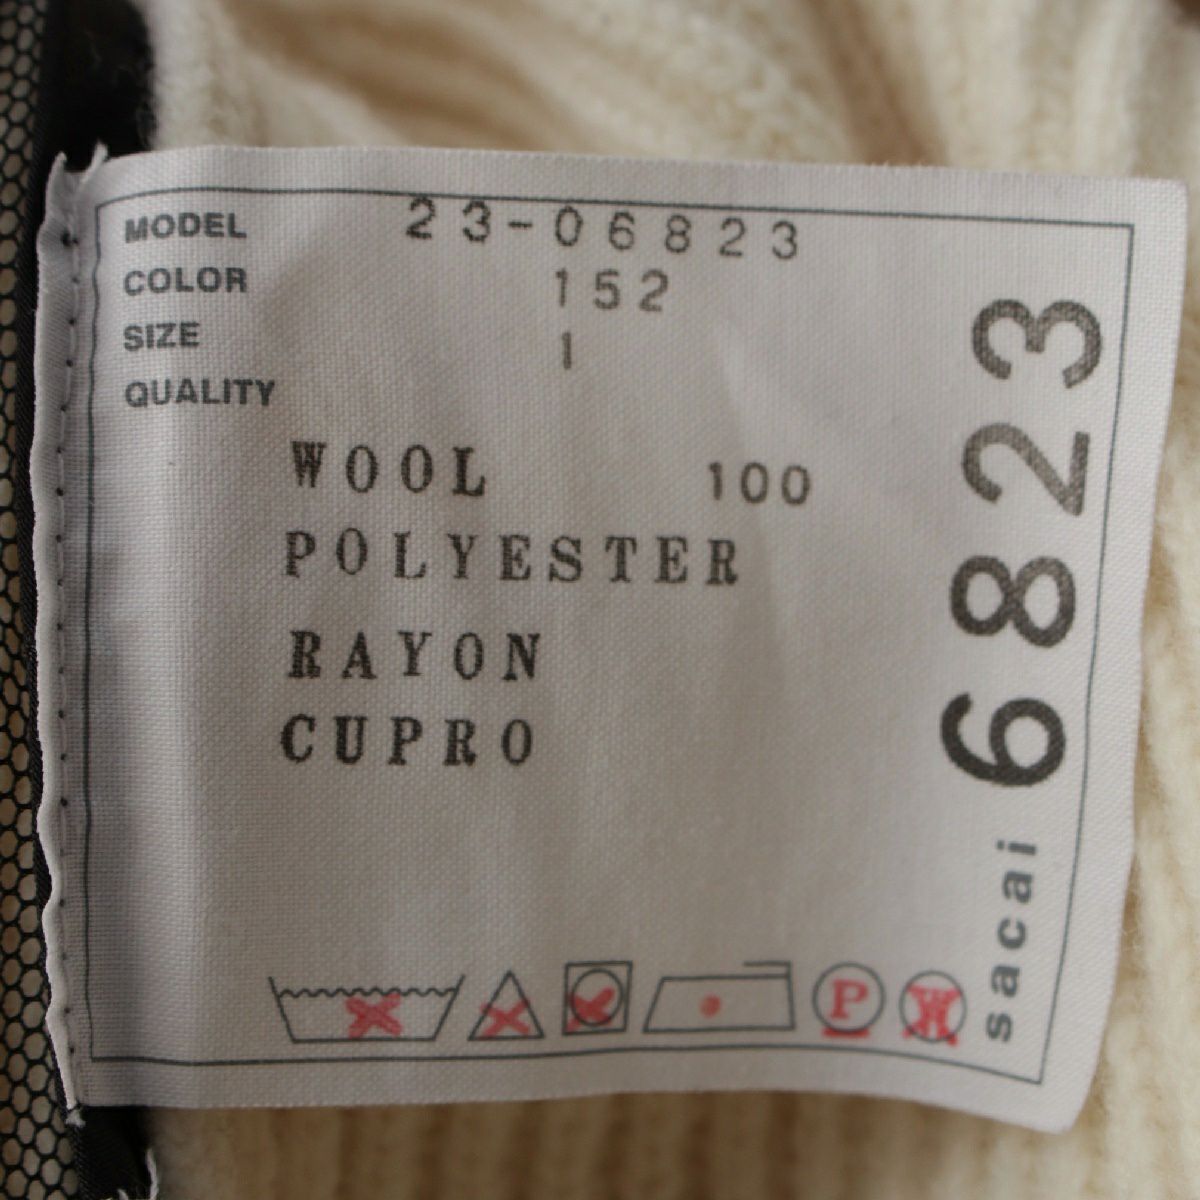 MODEL 23-06823
COLOR 152
SIZE 1
QUALITY
WOOL 100
POLYESTER
RAYON
CUPRO
P
W
sacai 6823